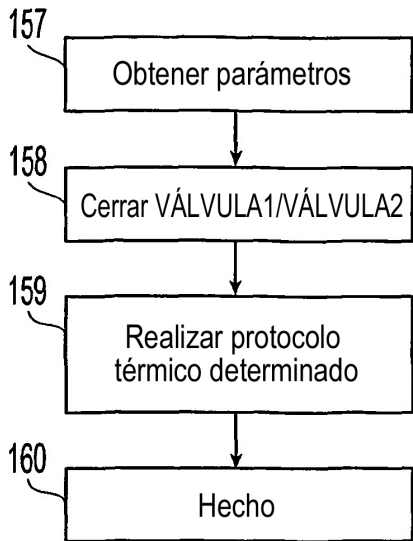 157
Obtener parámetros
158
Cerrar VÁLVULA1/VÁLVULA2
159
Realizar protocolo
térmico determinado
160
Hecho